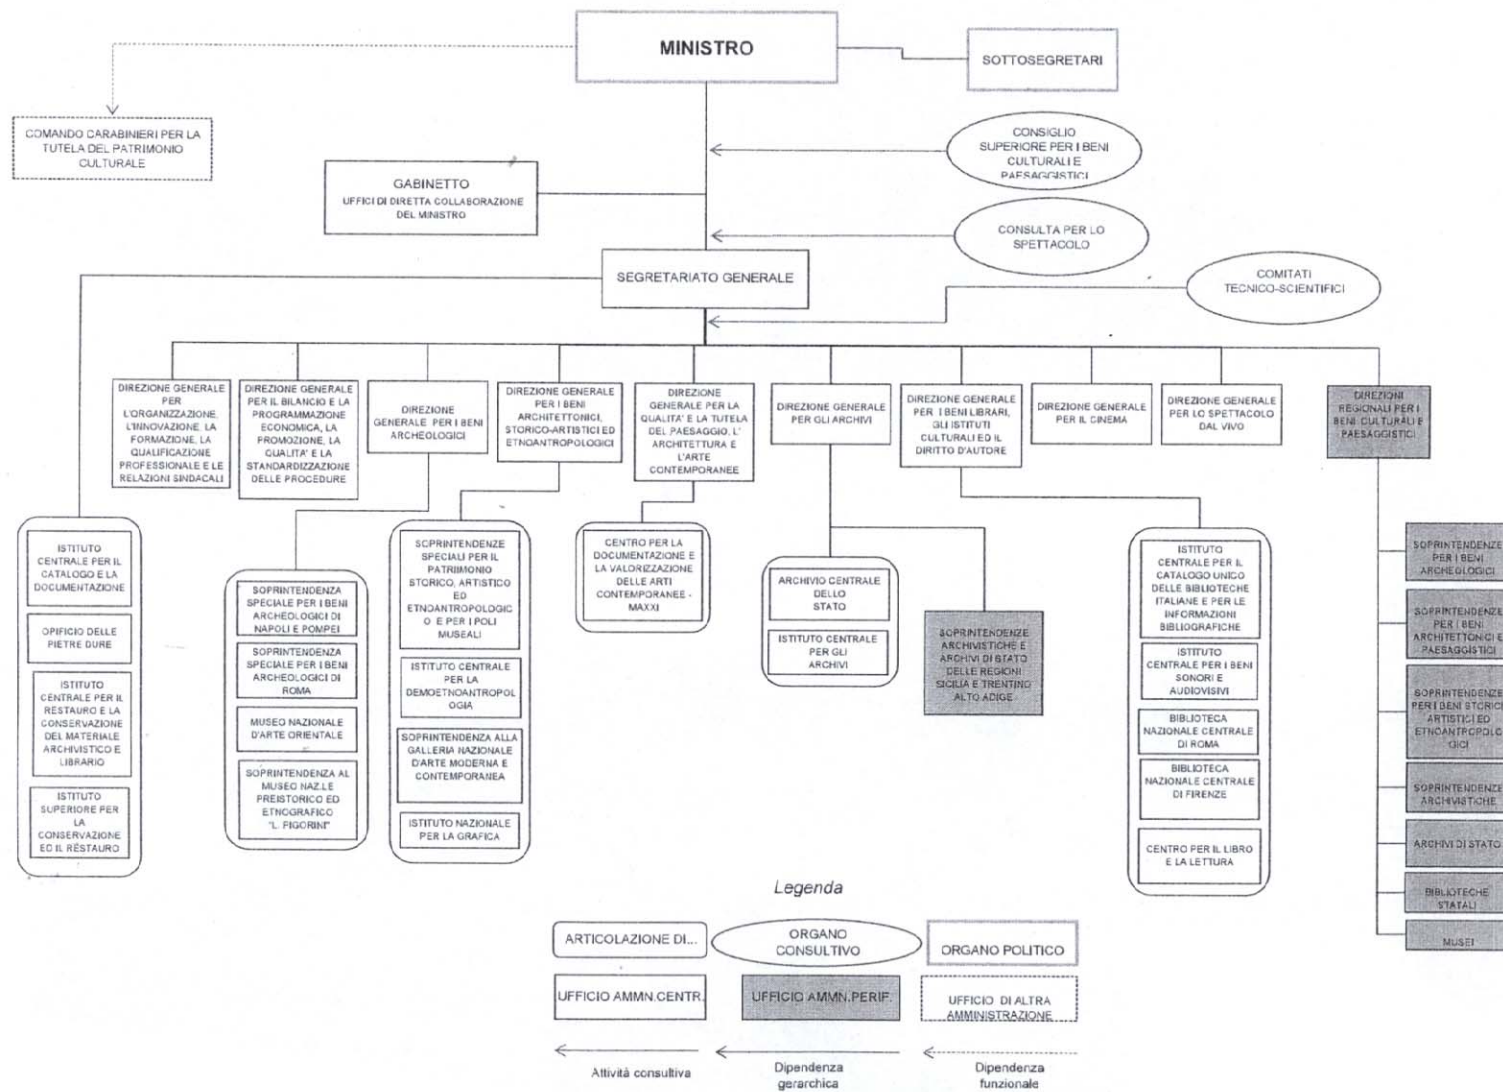 MINISTRO
SOTTOSEGRETARI
COMANDO CARABINIERI PER LA
TUTELA DEL PATRIMONIO
CULTURALE
CONSIGLIO
SUPERIORE PER I BENI
CULTURALI E
PAESAGGISTICI
GABINETTO
UFFICI DI DIRETTA COLLABORAZIONE
DEL MINISTRO
CONSULTA PER LO
SPETTACOLO
SEGRETARIATO GENERALE
COMITATI
TECNICO-SCIENTIFICI
DIREZIONE GENERALE
PER
L'ORGANIZZAZIONE,
L'INNOVAZIONE, LA
FORMAZIONE, LA
QUALIFICAZIONE
PROFESSIONALE E LE
RELAZIONI SINDACALI
DIREZIONE GENERALE
PER IL BILANCIO E LA
PROGRAMMAZIONE
ECONOMICA, LA
PROMOZIONE, LA
QUALITA' E LA
STANDARDIZZAZIONE
DELLE PROCEDURE
DIREZIONE
GENERALE PER I BENI
ARCHEOLOGICI
DIREZIONE GENERALE
PER I BENI
ARCHITETTONICI,
STORICO-ARTISTICI ED
ETNOANTROPOLOGICI
DIREZIONE
GENERALE PER LA
QUALITA' E LA TUTELA
DEL PAESAGGIO, L'
ARCHITETTURA E
L'ARTE
CONTEMPORANEE
DIREZIONE GENERALE
PER GLI ARCHIVI
DIREZIONE GENERALE
PER I BENI LIBRARI,
GLI ISTITUTI
CULTURALI ED IL
DIRITTO D'AUTORE
DIREZIONE GENERALE
PER IL CINEMA
DIREZIONE GENERALE
PER LO SPETTACOLO
DAL VIVO
DIREZIONI
REGIONALI PER I
BENI CULTURALI E
PAESAGGISTICI
ISTITUTO
CENTRALE PER IL
CATALOGO E LA
DOCUMENTAZIONE
OPIFICIO DELLE
PIETRE DURE
ISTITUTO
CENTRALE PER IL
RESTAURO E LA
CONSERVAZIONE
DEL MATERIALE
ARCHIVISTICO E
LIBRARIO
ISTITUTO
SUPERIORE PER
LA
CONSERVAZIONE
ED IL RESTAURO
SOPRINTENDENZA
SPECIALE PER I BENI
ARCHEOLOGICI DI
NAPOLI E POMPEI
SOPRINTENDENZA
SPECIALE PER I BENI
ARCHEOLOGICI DI
ROMA
MUSEO NAZIONALE
D'ARTE ORIENTALE
SOPRINTENDENZA AL
MUSEO NAZ.LE
PREISTORICO ED
ETNOGRAFICO
"L. FIGORINI"
SOPRINTENDENZE
SPECIALI PER IL
PATRIIMONIO
STORICO, ARTISTICO
ED
ETNOANTROPOLOGIC
O E PER I POLI
MUSEALI
ISTITUTO CENTRALE
PER LA
DEMOETNOANTROPOL
OGIA
SOPRINTENDENZA ALLA
GALLERIA NAZIONALE
D'ARTE MODERNA E
CONTEMPORANEA
ISTITUTO NAZIONALE
PER LA GRAFICA
CENTRO PER LA
DOCUMENTAZIONE E
LA VALORIZZAZIONE
DELLE ARTI
CONTEMPORANEE -
MAXXI
ARCHIVIO CENTRALE
DELLO
STATO
ISTITUTO CENTRALE
PER GLI
ARCHIVI
SOPRINTENDENZE
ARCHIVISTICHE E
ARCHIVI DI STATO
DELLE REGIONI
SICILIA E TRENTINO
ALTO ADIGE
ISTITUTO
CENTRALE PER IL
CATALOGO UNICO
DELLE BIBLIOTECHE
ITALIANE E PER LE
INFORMAZIONI
BIBLIOGRAFICHE
ISTITUTO
CENTRALE PER I BENI
SONORI E
AUDIOVISIVI
BIBLIOTECA
NAZIONALE CENTRALE
DI ROMA
BIBLIOTECA
NAZIONALE CENTRALE
DI FIRENZE
CENTRO PER IL LIBRO
E LA LETTURA
SOPRINTENDENZE
PER I BENI
ARCHEOLOGICI
SOPRINTENDENZE
PER I BENI
ARCHITETTONICI E
PAESAGGISTICI
SOPRINTENDENZE
PER I BENI STORICI
ARTISTICI ED
ETNOANTROPOLO
GICI
SOPRINTENDENZE
ARCHIVISTICHE
ARCHIVI DI STATO
BIBLIOTECHE
STATALI
MUSEI
Legenda
ARTICOLAZIONE DI...
ORGANO
CONSULTIVO
ORGANO POLITICO
UFFICIO AMMN.CENTR.
UFFICIO AMMN.PERIF.
UFFICIO DI ALTRA
AMMINISTRAZIONE
Attività consultiva
Dipendenza
gerarchica
Dipendenza
funzionale